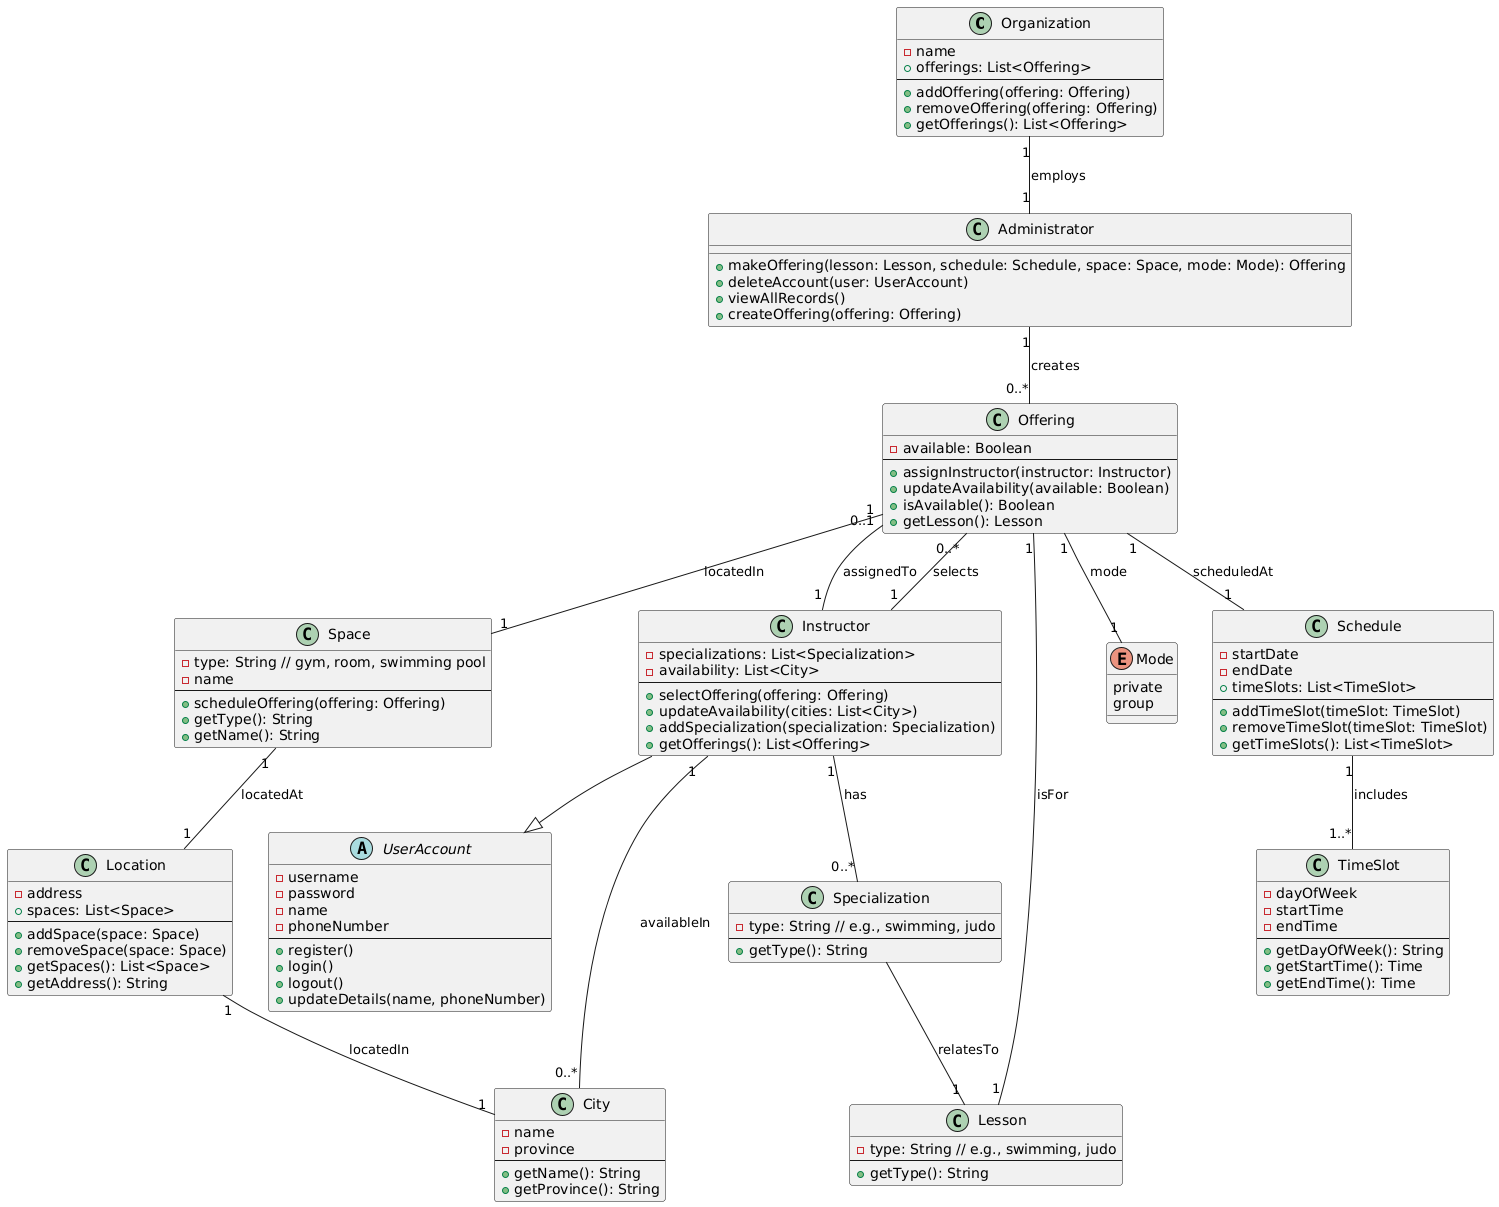 C Organization
name
offerings: List<Offering>
addOffering(offering: Offering)
removeOffering(offering: Offering)
getOfferings(): List<Offering>
1
employs
1
C Administrator
makeOffering(lesson: Lesson, schedule: Schedule, space: Space, mode: Mode): Offering
deleteAccount(user: UserAccount)
viewAllRecords()
createOffering(offering: Offering)
1
creates
0..*
C Offering
available: Boolean
assignInstructor(instructor: Instructor)
updateAvailability(available: Boolean)
isAvailable(): Boolean
getLesson(): Lesson
1
locatedIn
1
0..1
assignedTo
1
0..*
selects
1
1
isFor
1
1
mode
1
1
scheduledAt
1
C Space
type: String // gym, room, swimming pool
name
scheduleOffering(offering: Offering)
getType(): String
getName(): String
C Instructor
specializations: List<Specialization>
availability: List<City>
selectOffering(offering: Offering)
updateAvailability(cities: List<City>)
addSpecialization(specialization: Specialization)
getOfferings(): List<Offering>
E Mode
private
group
C Schedule
startDate
endDate
timeSlots: List<TimeSlot>
addTimeSlot(timeSlot: TimeSlot)
removeTimeSlot(timeSlot: TimeSlot)
getTimeSlots(): List<TimeSlot>
1
locatedAt
1
1
availableIn
0..*
1
has
0..*
1
includes
1..*
C Location
address
spaces: List<Space>
addSpace(space: Space)
removeSpace(space: Space)
getSpaces(): List<Space>
getAddress(): String
A UserAccount
username
password
name
phoneNumber
register()
login()
logout()
updateDetails(name, phoneNumber)
C Specialization
type: String // e.g., swimming, judo
getType(): String
C TimeSlot
dayOfWeek
startTime
endTime
getDayOfWeek(): String
getStartTime(): Time
getEndTime(): Time
1
locatedIn
1
relatesTo
1
C City
name
province
getName(): String
getProvince(): String
C Lesson
type: String // e.g., swimming, judo
getType(): String